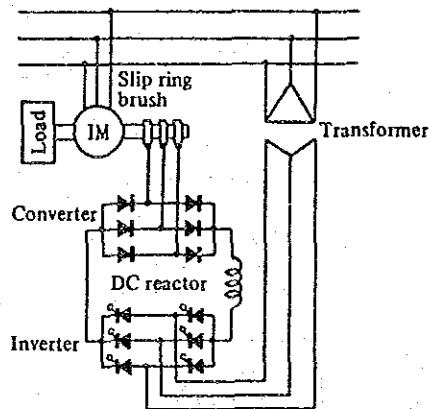 Slip ring
brush
Load
IM
Transformer
Converter
DC reactor
Inverter